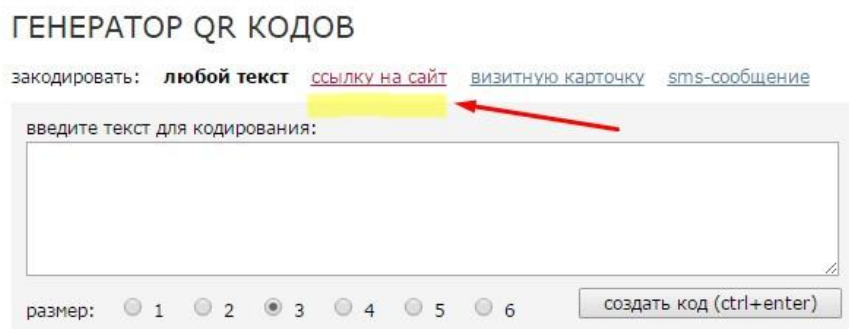 ГЕНЕРАТОР QR КОДОВ
закодировать: любой текст ссылку на сайт визитную карточку sms-сообщение
введите текст для кодирования:
размер: 1 2 3 4 5 6 создать код (ctrl+enter)